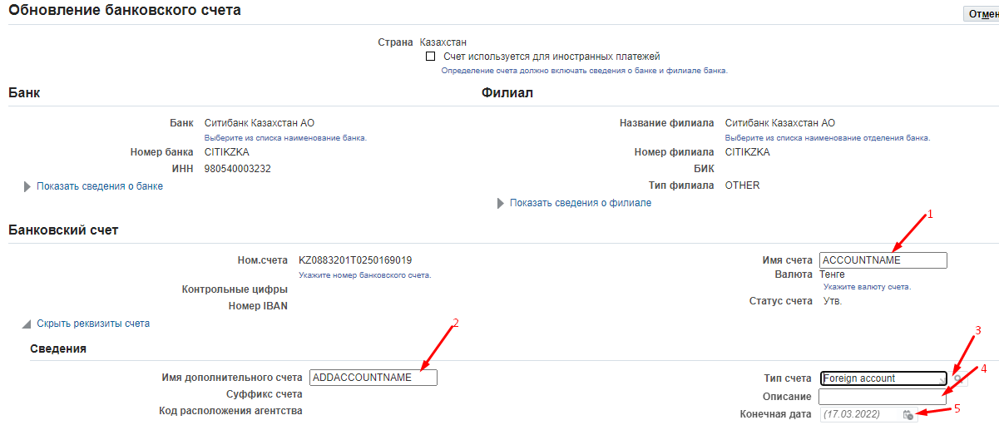 Обновление банковского счета
Отмен
Страна Казахстан
Счет используется для иностранных платежей
Определение счета должно включать сведения о банке и филиале банка.
Банк
Филиал
Банк Ситибанк Казахстан АО
Выберите из списка наименование банка.
Номер банка CITIKZKA
ИНН 980540003232
Показать сведения о банке
Название филиала Ситибанк Казахстан АО
Выберите из списка наименование отделения банка.
Номер филиала CITIKZKA
БИК
Тип филиала OTHER
Показать сведения о филиале
1
Банковский счет
Ном.счета KZ0883201T0250169019
Укажите номер банковского счета.
Контрольные цифры
Номер IBAN
Имя счета ACCOUNTNAME
Валюта Тенге
Укажите валюту счета.
Статус счета Утв.
Скрыть реквизиты счета
2
3
Сведения
4
Имя дополнительного счета ADDACCOUNTNAME
Суффикс счета
Код расположения агентства
Тип счета Foreign account
Описание
Конечная дата (17.03.2022)
5